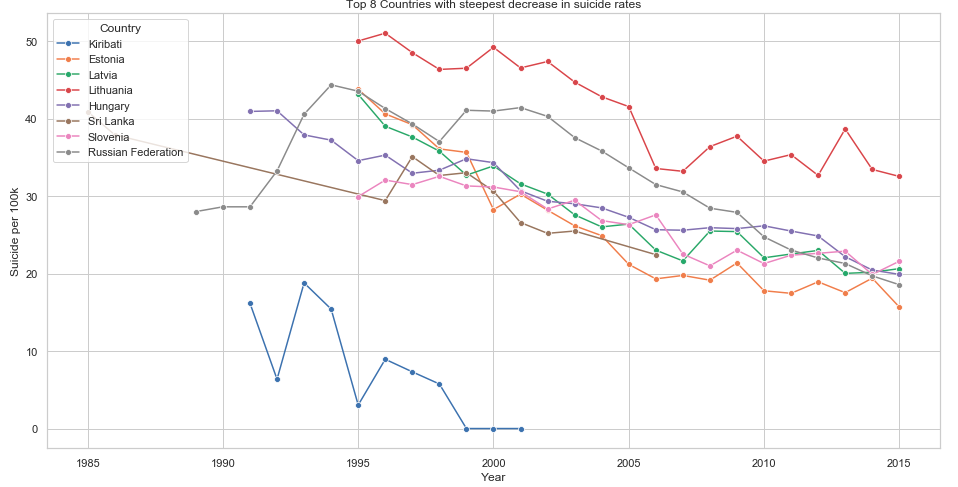 Top 8 Countries with steepest decrease in suicide rates
Country
Kiribati
Estonia
Latvia
Lithuania
Hungary
Sri Lanka
Slovenia
Russian Federation
50
40
30
20
10
0
Suicide per 100k
1985 1990 1995 2000 2005 2010 2015
Year